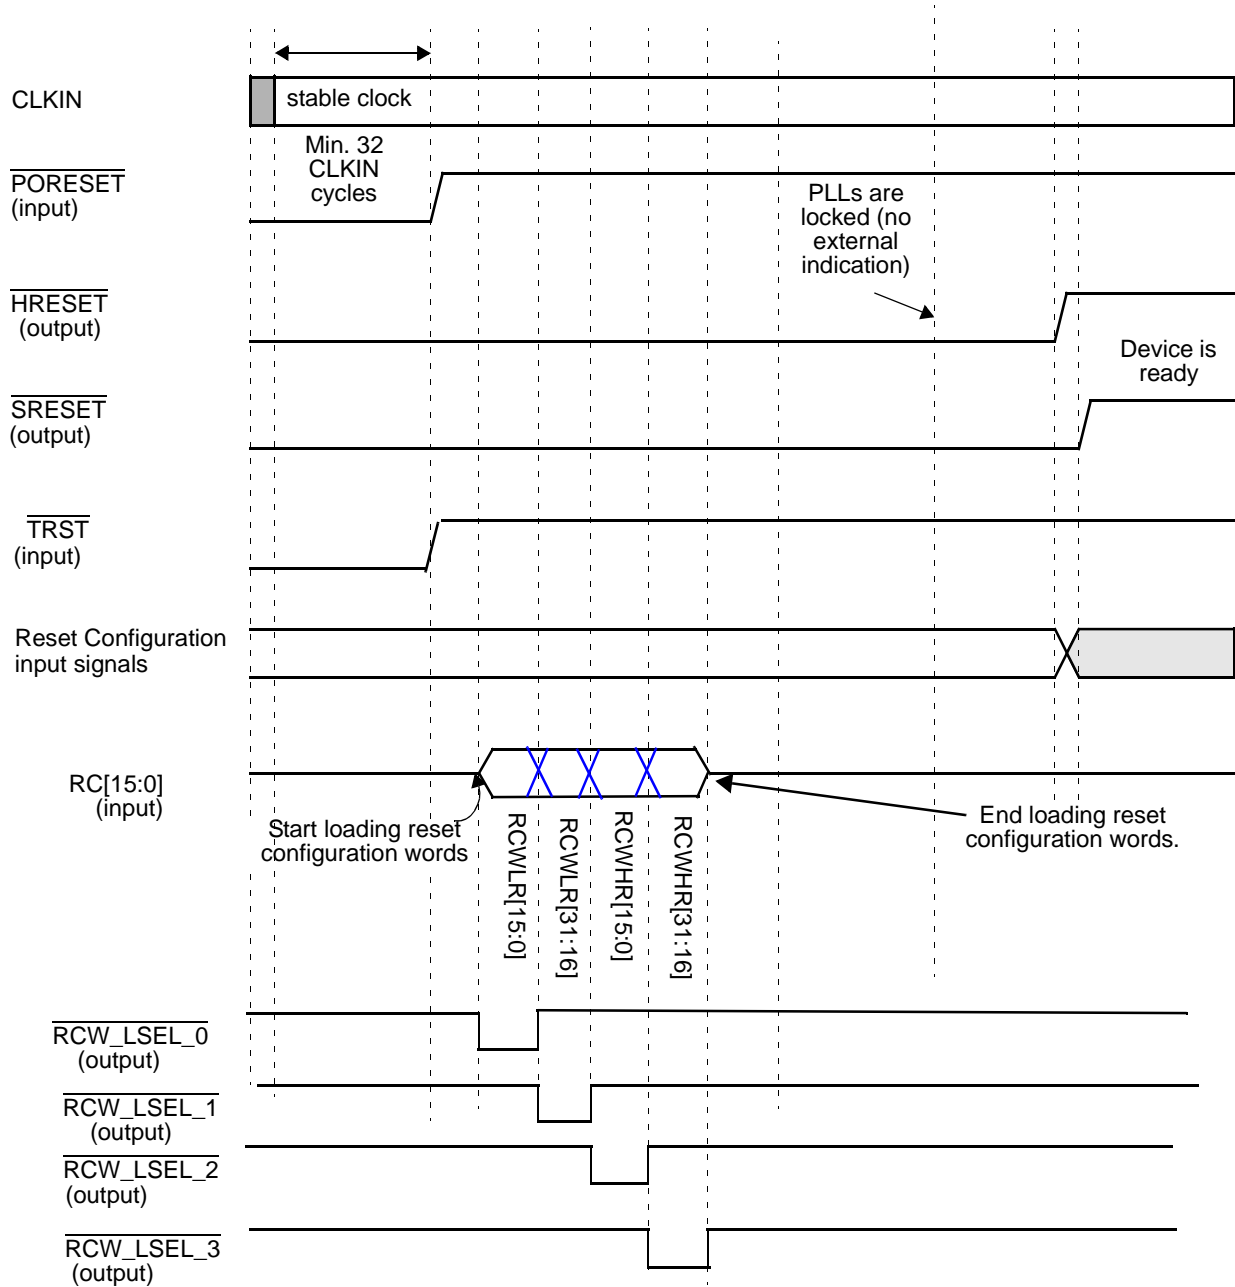 CLKIN
stable clock
Min. 32
CLKIN
cycles
PORESET
(input)
PLLs are
locked (no
external
indication)
HRESET
(output)
Device is
ready
SRESET
(output)
TRST
(input)
Reset Configuration
input signals
RC[15:0]
(input)
Start loading reset
configuration words
End loading reset
configuration words.
RCWLR[15:0]
RCWLR[31:16]
RCWHR[15:0]
RCWHR[31:16]
RCW_LSEL_0
(output)
RCW_LSEL_1
(output)
RCW_LSEL_2
(output)
RCW_LSEL_3
(output)